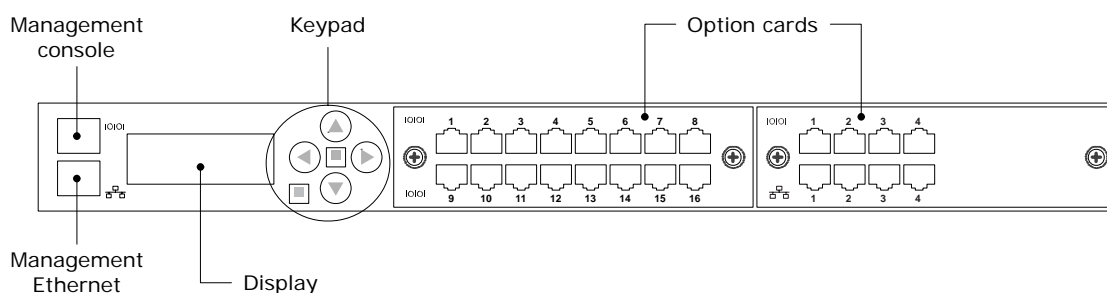 Management
console
Keypad
Option cards
IOIOI
IOIOI
1 2 3 4 5 6 7 8
IOIOI
1 2 3 4
IOIOI
9 10 11 12 13 14 15 16
1 2 3 4
Management
Ethernet
Display